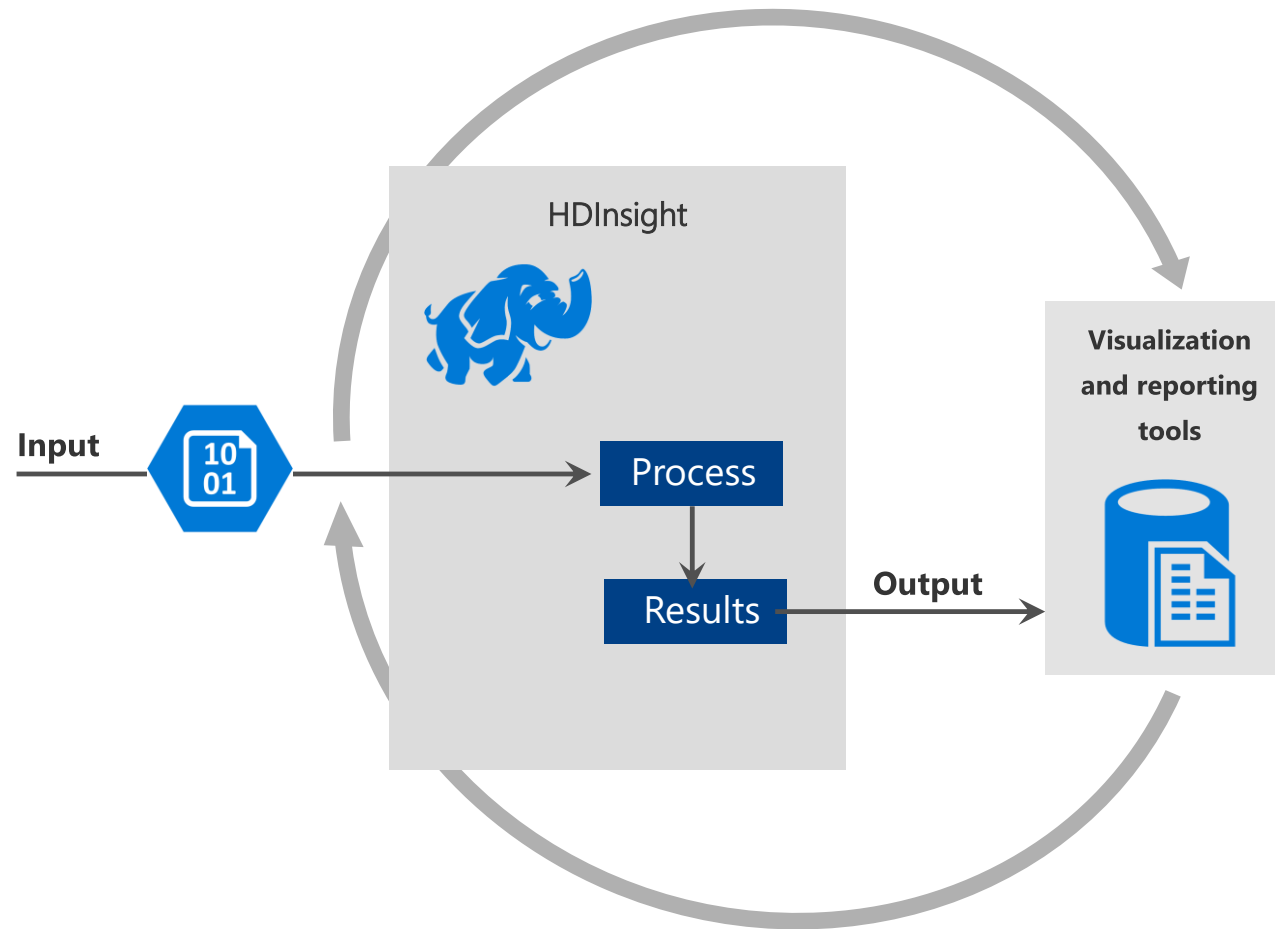 HDInsight
Visualization
and reporting
tools
Input
10
01
Process
Output
Results